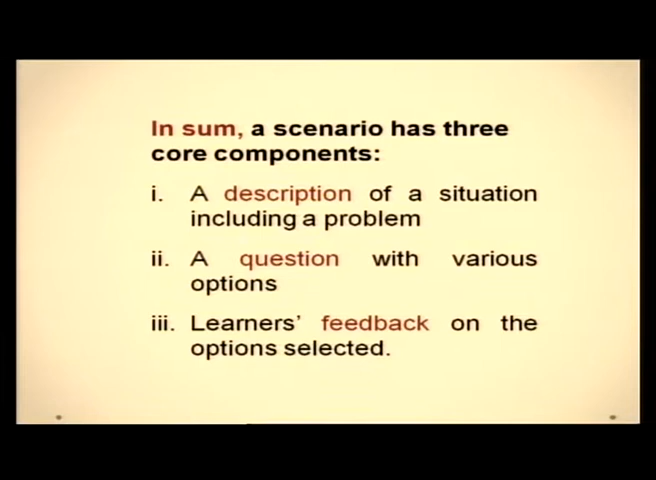 In sum, a scenario has three
core components:
i. A description of a situation
including a problem
ii. A question with various
options
iii. Learners' feedback on the
options selected.